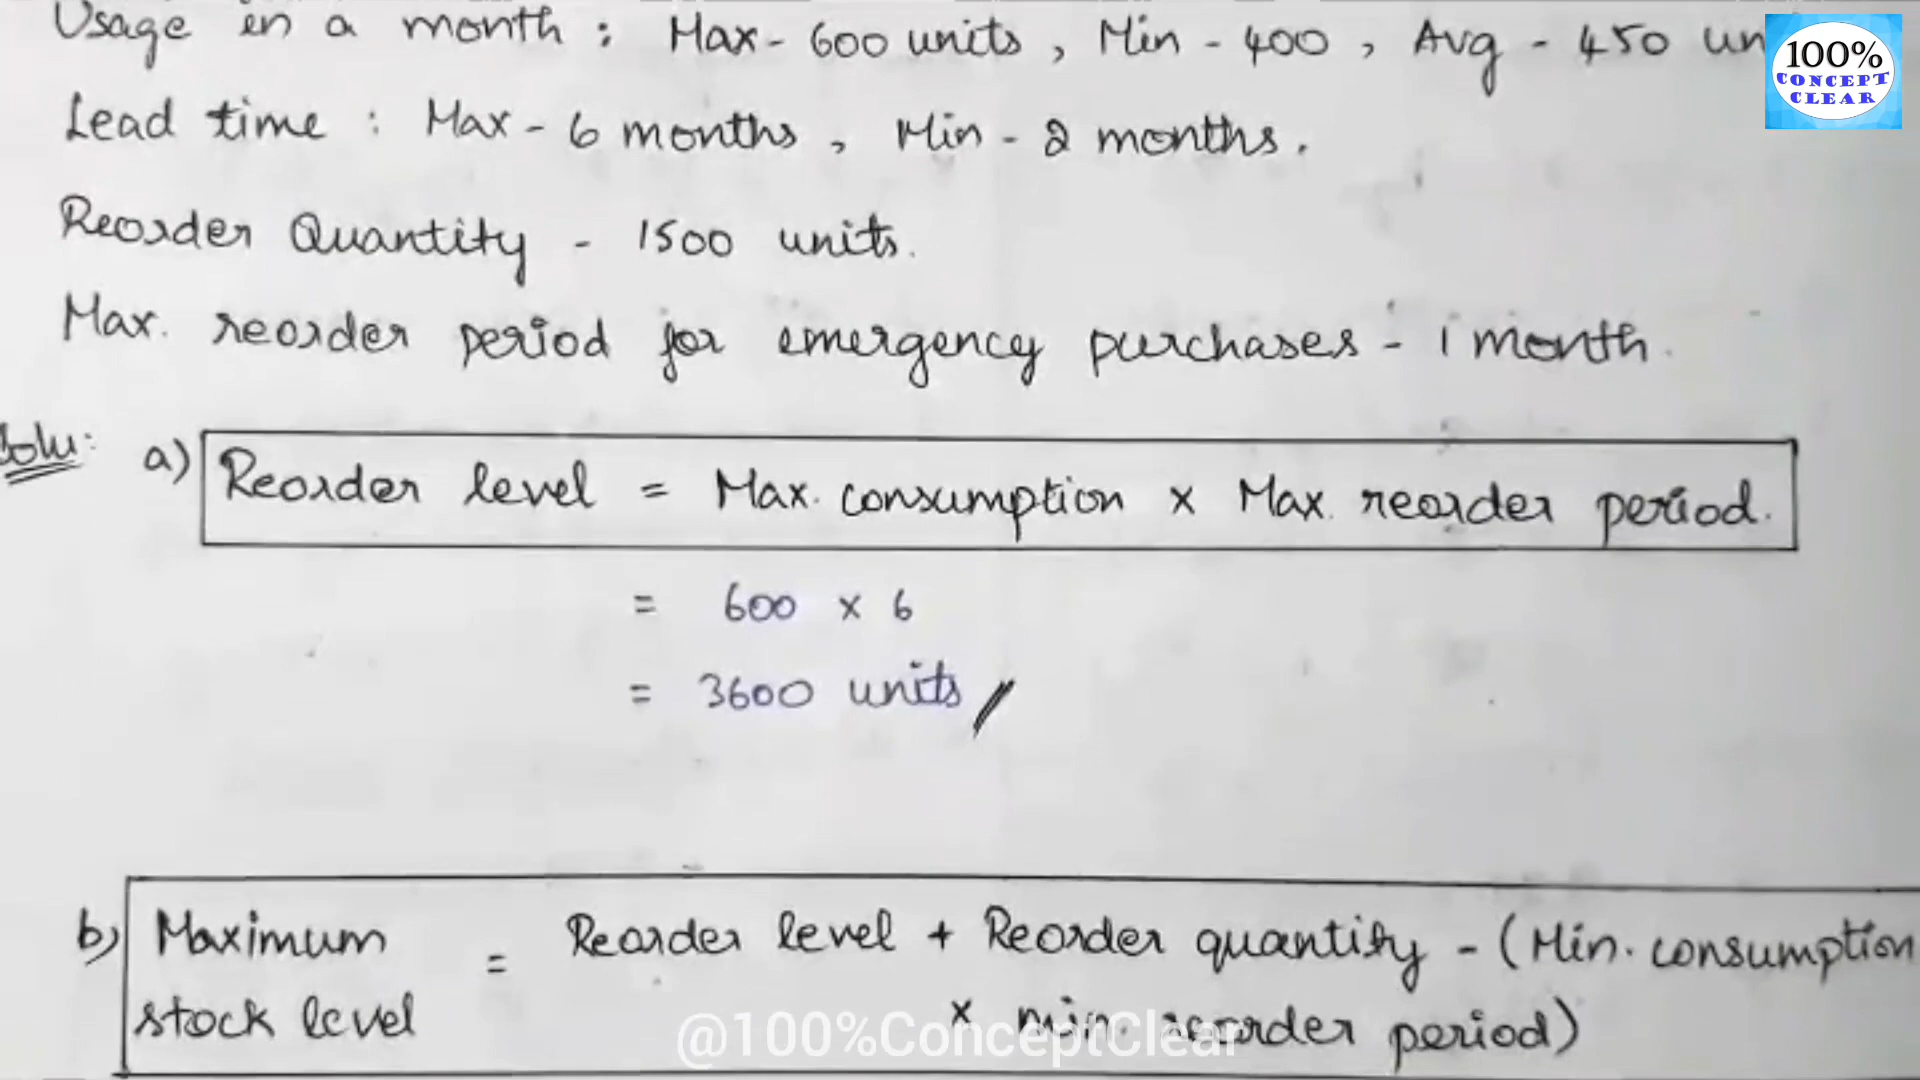 Usage in a month : Max - 600 units, Min - 400, Avg - 450
100%
CONCEPT
CLEAR
Lead time : Max - 6 months, Min - 2 months.
Reorder Quantity - 1500 units.
Max. reorder period for emergency purchases - 1 month.
Solu:
a) Reorder level = Max. consumption x Max. reorder period.
= 600 x 6
= 3600 units
b) Maximum stock level = Reorder level + Reorder quantity - (Min. consumption
x min. reorder period)
@100%ConceptClear